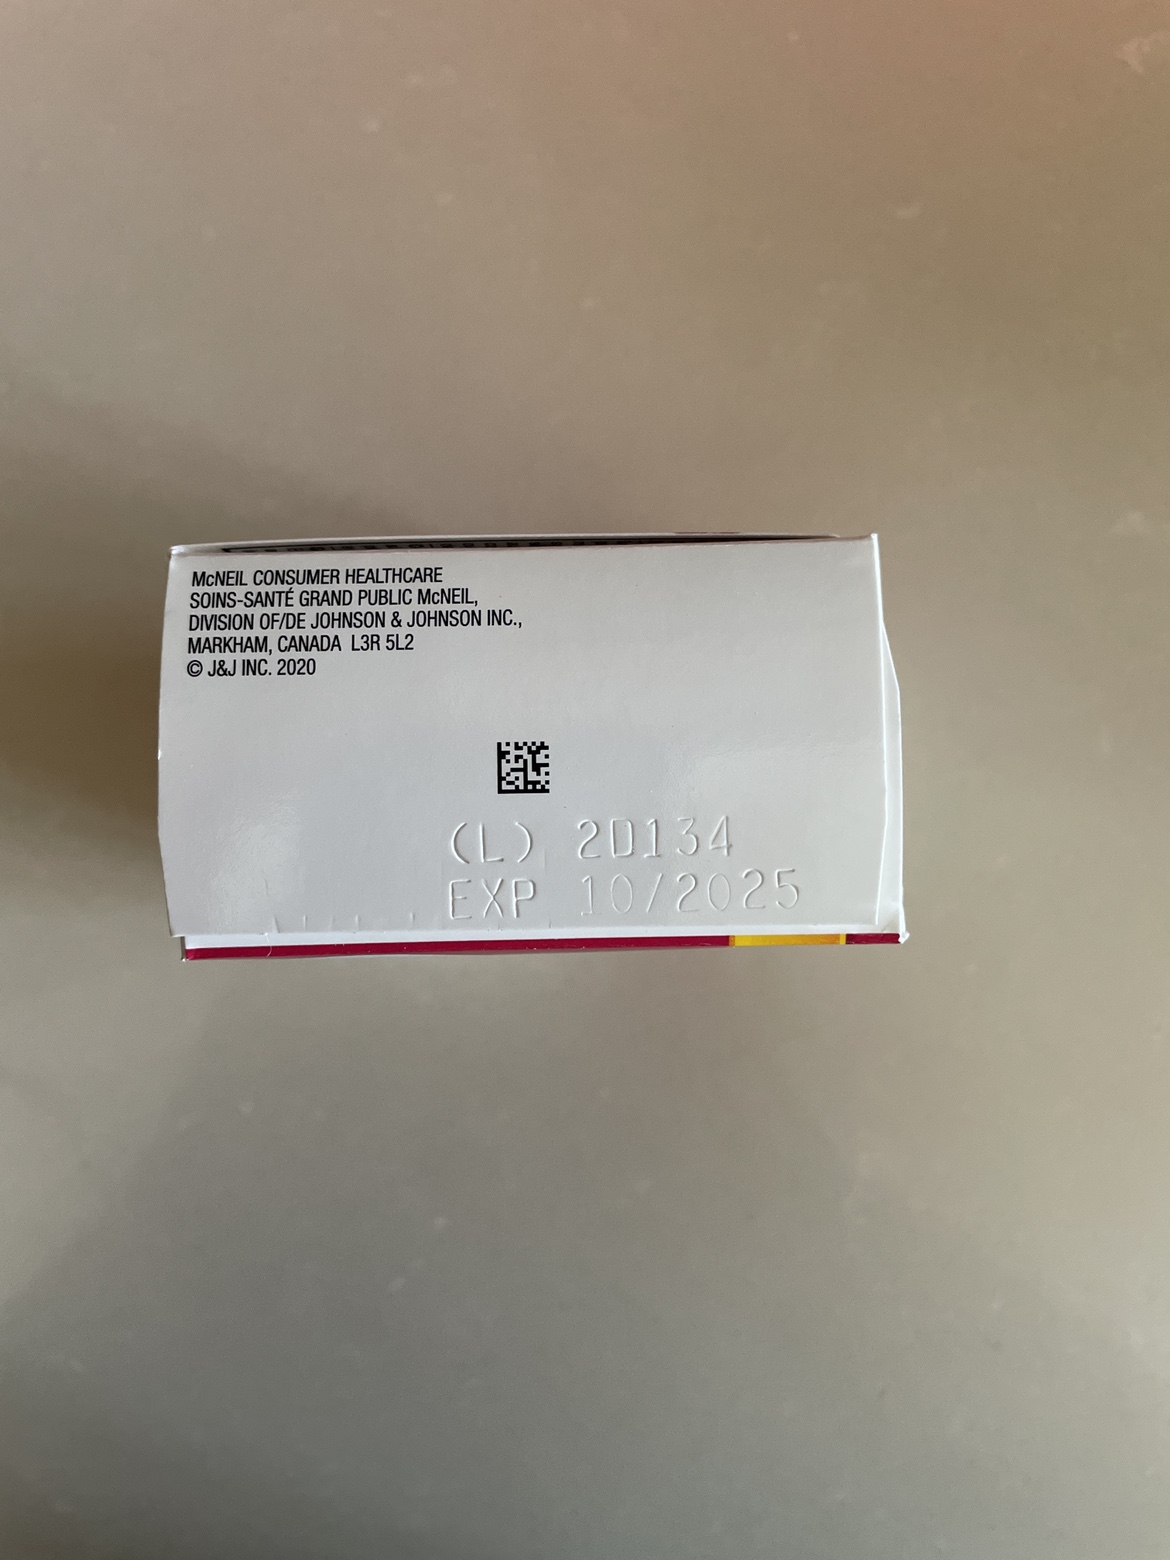 McNEIL CONSUMER HEALTHCARE
SOINS-SANTÉ GRAND PUBLIC McNEIL,
DIVISION OF/DE JOHNSON & JOHNSON INC.,
MARKHAM, CANADA L3R 5L2
© J&J INC. 2020
(L) 2D134
EXP 10/2025